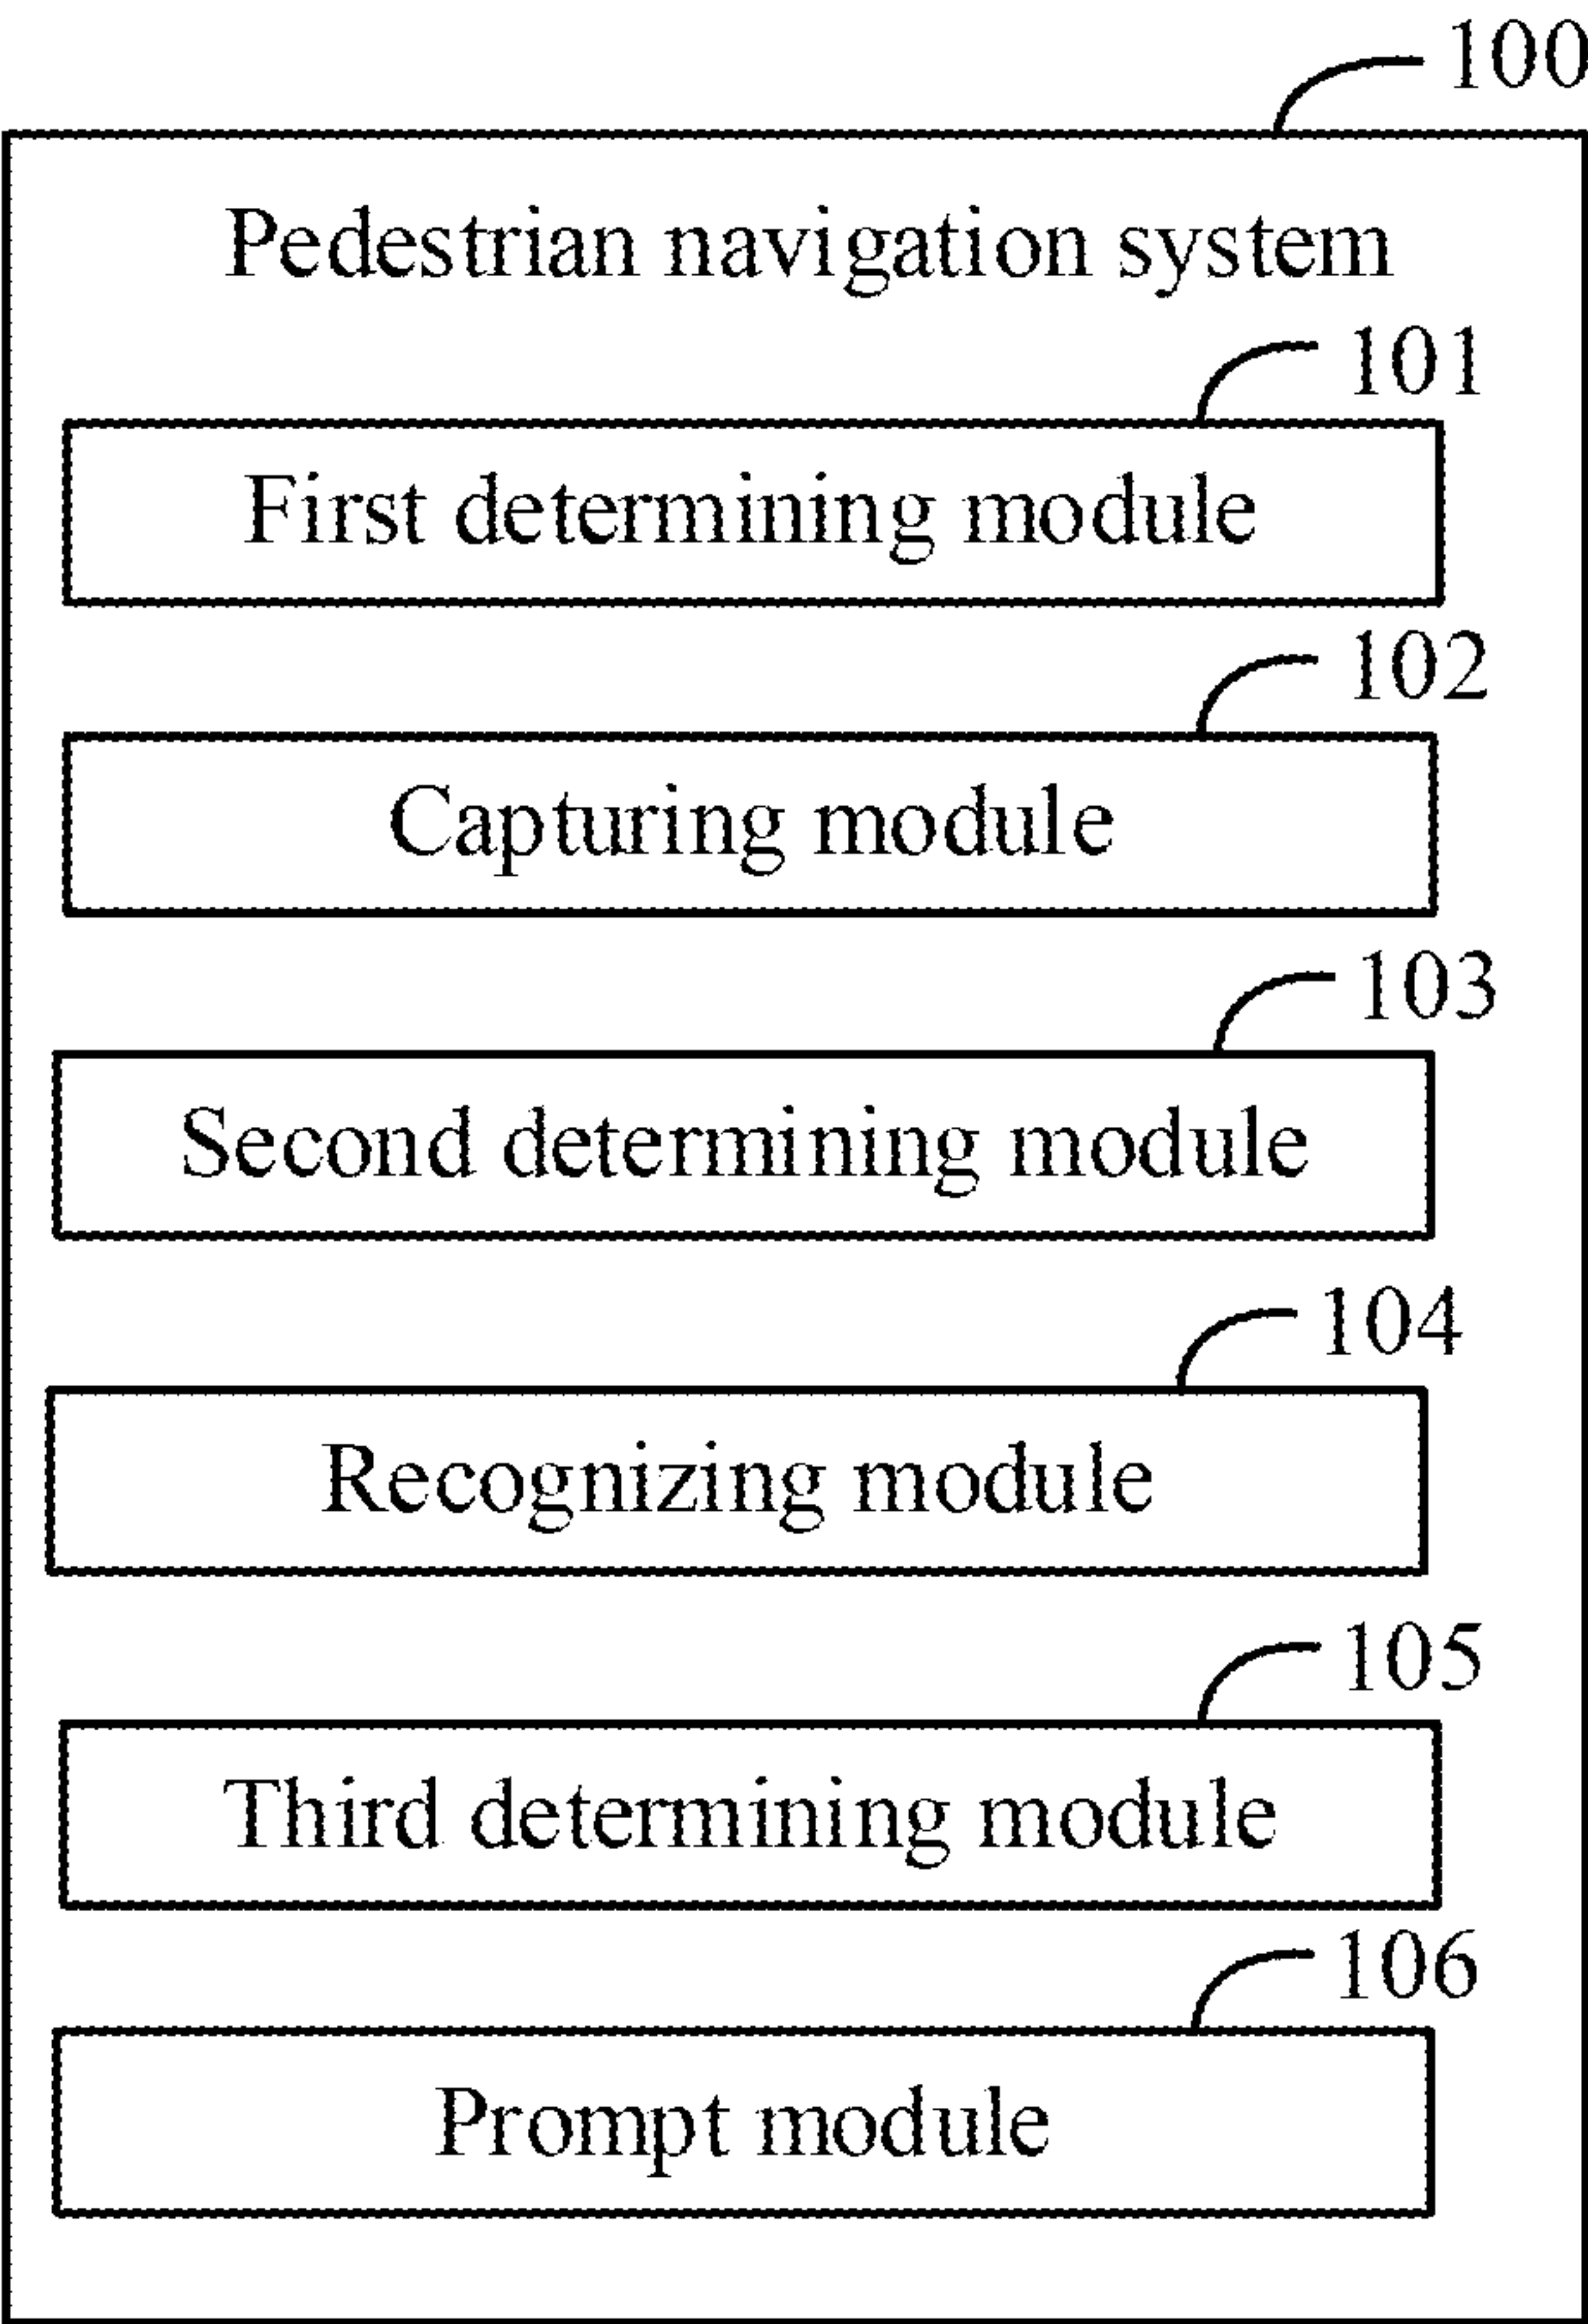 100
Pedestrian navigation system
101
First determining module
102
Capturing module
103
Second determining module
104
Recognizing module
105
Third determining module
106
Prompt module